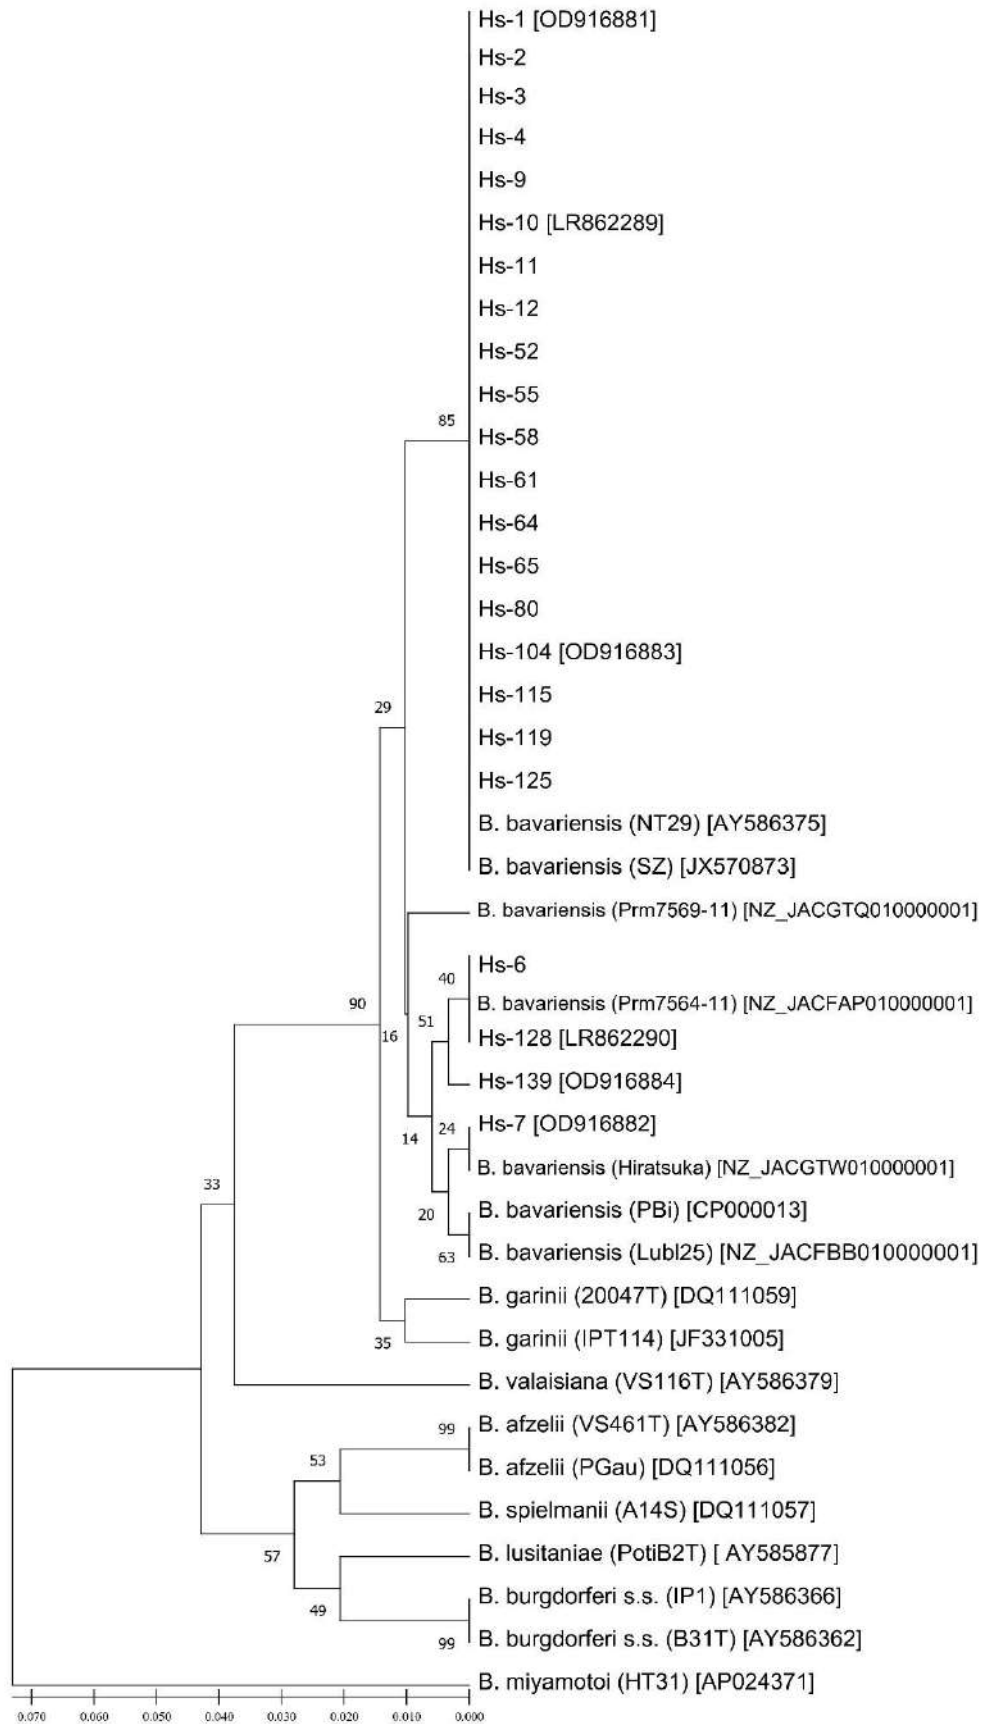 Hs-1 [OD916881]
Hs-2
Hs-3
Hs-4
Hs-9
Hs-10 [LR862289]
Hs-11
Hs-12
Hs-52
Hs-55
85
Hs-58
Hs-61
Hs-64
Hs-65
Hs-80
Hs-104 [OD916883]
Hs-115
29
Hs-119
Hs-125
B. bavariensis (NT29) [AY586375]
B. bavariensis (SZ) [JX570873]
B. bavariensis (Prm7569-11) [NZ_JACGTQ010000001]
Hs-6
40
90
B. bavariensis (Prm7564-11) [NZ_JACFAP010000001]
51
16
Hs-128 [LR862290]
Hs-139 [OD916884]
Hs-7 [OD916882]
24
14
B. bavariensis (Hiratsuka) [NZ_JACGTW010000001]
33
B. bavariensis (PBi) [CP000013]
20
B. bavariensis (Lubl25) [NZ_JACFBB010000001]
63
B. garinii (20047T) [DQ111059]
B. garinii (IPT114) [JF331005]
35
B. valaisiana (VS116T) [AY586379]
B. afzelii (VS461T) [AY586382]
99
53
B. afzelii (PGau) [DQ111056]
B. spielmanii (A14S) [DQ111057]
B. lusitaniae (PotiB2T) [ AY585877]
57
B. burgdorferi s.s. (IP1) [AY586366]
49
B. burgdorferi s.s. (B31T) [AY586362]
99
B. miyamotoi (HT31) [AP024371]
0.070 0.060 0.050 0.040 0.030 0.020 0.010 0.000